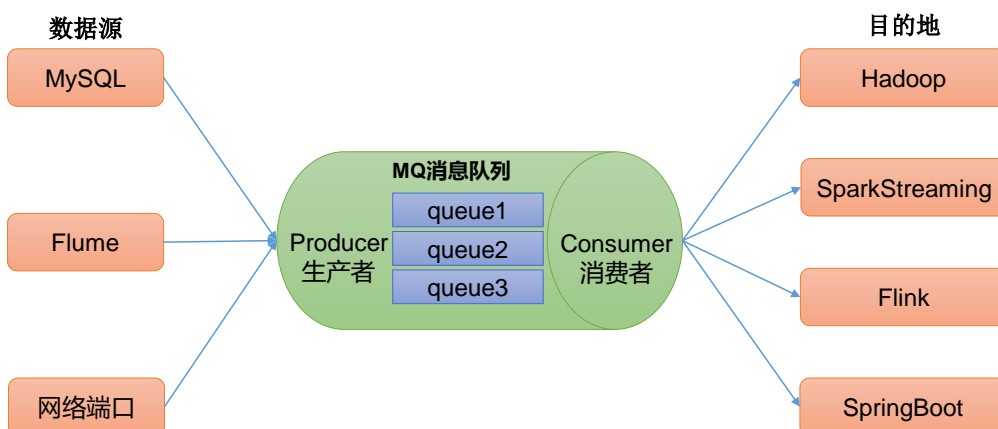 数据源
目的地
MySQL
Flume
网络端口
MQ消息队列
Producer
生产者
queue1
queue2
queue3
Consumer
消费者
Hadoop
SparkStreaming
Flink
SpringBoot